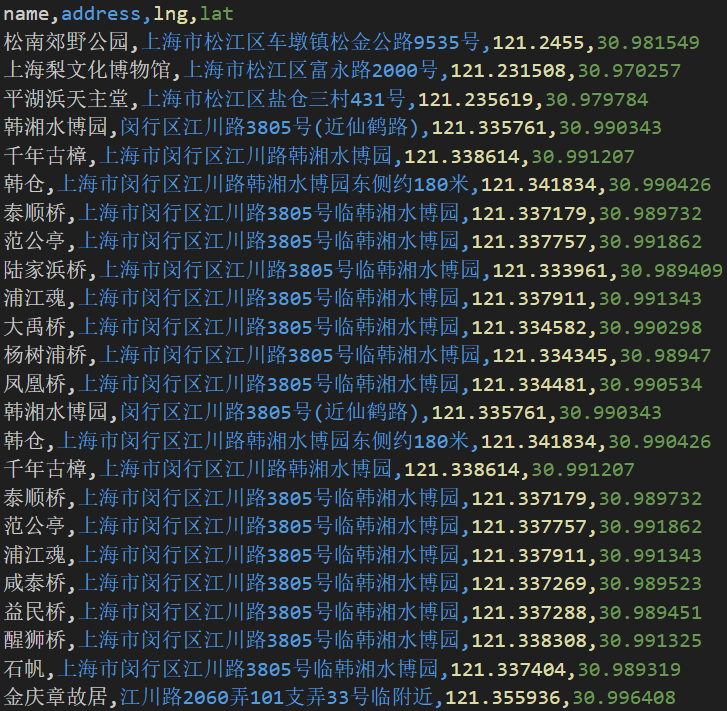 name,address,lng,lat
松南郊野公园,上海市松江区车墩镇松金公路9535号,121.2455,30.981549
上海梨文化博物馆,上海市松江区富永路2000号,121.231508,30.970257
平湖浜天主堂,上海市松江区盐仓三村431号,121.235619,30.979784
韩湘水博园,闵行区江川路3805号(近仙鹤路),121.335761,30.990343
千年古樟,上海市闵行区江川路韩湘水博园,121.338614,30.991207
韩仓,上海市闵行区江川路韩湘水博园东侧约180米,121.341834,30.990426
泰顺桥,上海市闵行区江川路3805号临韩湘水博园,121.337179,30.989732
范公亭,上海市闵行区江川路3805号临韩湘水博园,121.337757,30.991862
陆家浜桥,上海市闵行区江川路3805号临韩湘水博园,121.333961,30.989409
浦江魂,上海市闵行区江川路3805号临韩湘水博园,121.337911,30.991343
大禹桥,上海市闵行区江川路3805号临韩湘水博园,121.334582,30.990298
杨树浦桥,上海市闵行区江川路3805号临韩湘水博园,121.334345,30.98947
凤凰桥,上海市闵行区江川路3805号临韩湘水博园,121.334481,30.990534
韩湘水博园,闵行区江川路3805号(近仙鹤路),121.335761,30.990343
韩仓,上海市闵行区江川路韩湘水博园东侧约180米,121.341834,30.990426
千年古樟,上海市闵行区江川路韩湘水博园,121.338614,30.991207
泰顺桥,上海市闵行区江川路3805号临韩湘水博园,121.337179,30.989732
范公亭,上海市闵行区江川路3805号临韩湘水博园,121.337757,30.991862
浦江魂,上海市闵行区江川路3805号临韩湘水博园,121.337911,30.991343
咸泰桥,上海市闵行区江川路3805号临韩湘水博园,121.337269,30.989523
益民桥,上海市闵行区江川路3805号临韩湘水博园,121.337288,30.989451
醒狮桥,上海市闵行区江川路3805号临韩湘水博园,121.338308,30.991325
石帆,上海市闵行区江川路3805号临韩湘水博园,121.337404,30.989319
金庆章故居,江川路2060弄101支弄33号临附近,121.355936,30.996408